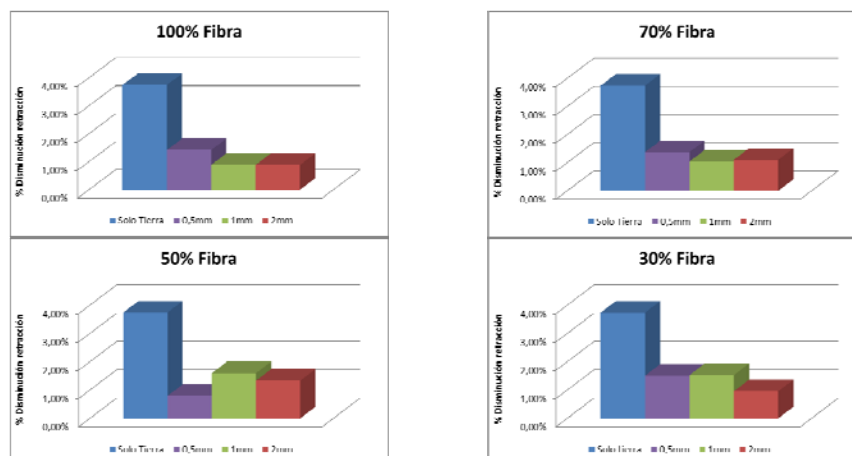 100% Fibra
% Disminución retracción
4,00%
3,00%
2,00%
1,00%
0,00%
Solo Tierra 0,5mm 1mm 2mm
70% Fibra
% Disminución retracción
4,00%
3,00%
2,00%
1,00%
0,00%
Solo Tierra 0,5mm 1mm 2mm
50% Fibra
% Disminución retracción
4,00%
3,00%
2,00%
1,00%
0,00%
Solo Tierra 0,5mm 1mm 2mm
30% Fibra
% Disminución retracción
4,00%
3,00%
2,00%
1,00%
0,00%
Solo Tierra 0,5mm 1mm 2mm